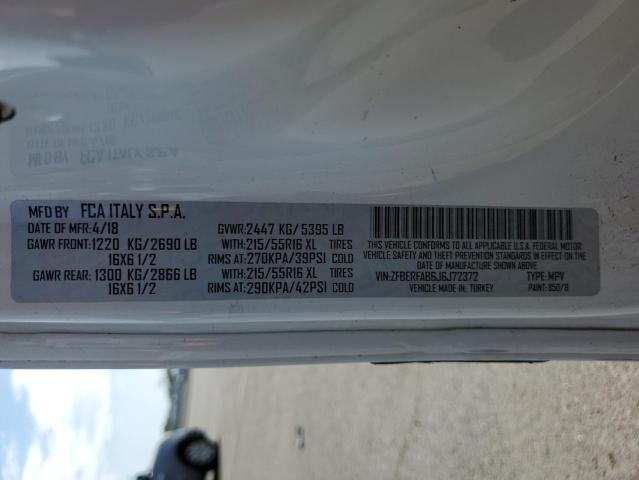 MFD BY FCA ITALY S.P.A.
DATE OF MFR:4/18 GVWR:2447 KG/5395 LB
GAWR FRONT:1220 KG/2690 LB WITH:215/55R16 XL TIRES
16X6 1/2 RIMS AT:270KPA/39PSI COLD
GAWR REAR:1300 KG/2866 LB WITH:215/55R16 XL TIRES
16X6 1/2 RIMS AT:290KPA/42PSI COLD
THIS VEHICLE CONFORMS TO ALL APPLICABLE U.S.A. FEDERAL MOTOR
VEHICLE SAFETY AND THEFT PREVENTION STANDARDS IN EFFECT ON
THE DATE OF MANUFACTURE SHOWN ABOVE.
VIN:ZFBERFAB6J6J72372 TYPE:MPV
VEHICLE MADE IN: TURKEY PAINT: 850/B